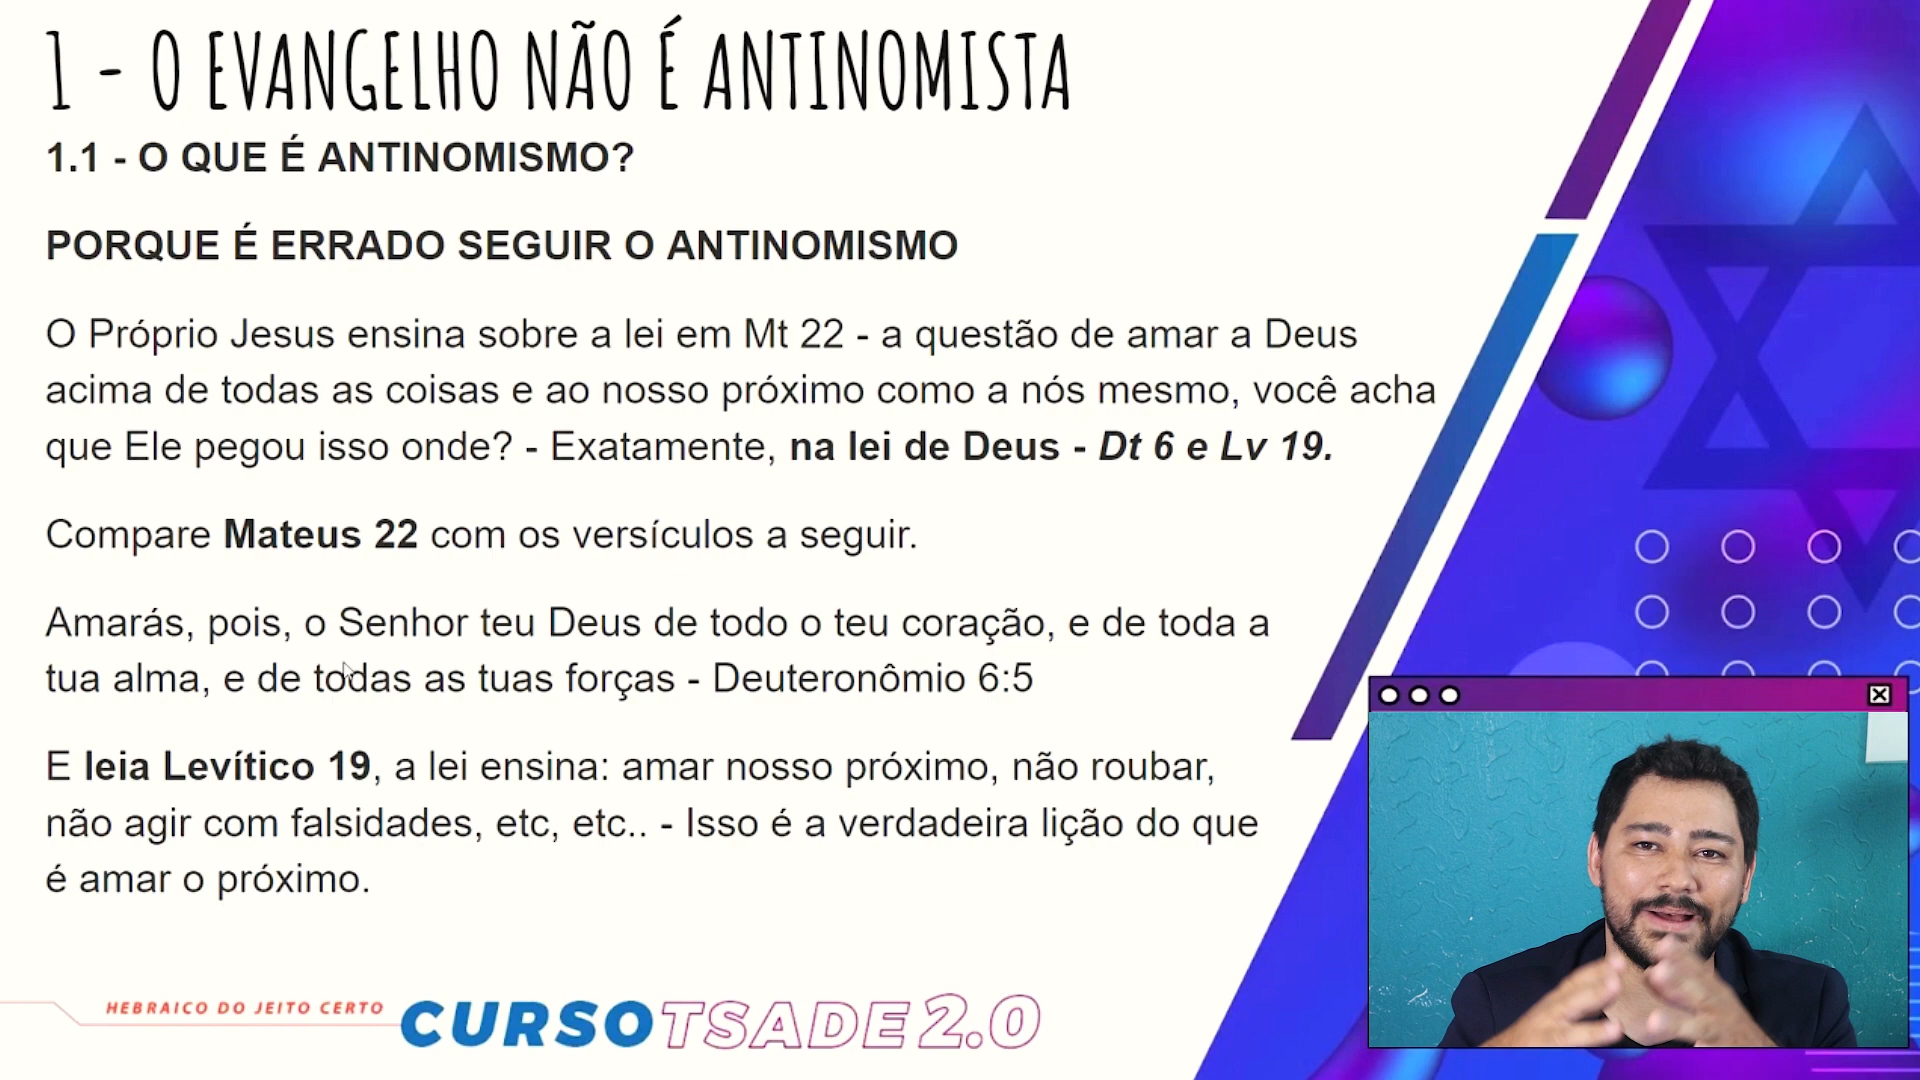 1 - O EVANGELHO NÃO É ANTINOMISTA
1.1 - O QUE É ANTINOMISMO?
PORQUE É ERRADO SEGUIR O ANTINOMISMO
O Próprio Jesus ensina sobre a lei em Mt 22 - a questão de amar a Deus
acima de todas as coisas e ao nosso próximo como a nós mesmo, você acha
que Ele pegou isso onde? - Exatamente, na lei de Deus - Dt 6 e Lv 19.
Compare Mateus 22 com os versículos a seguir.
Amarás, pois, o Senhor teu Deus de todo o teu coração, e de toda a
tua alma, e de todas as tuas forças - Deuteronômio 6:5
E leia Levítico 19, a lei ensina: amar nosso próximo, não roubar,
não agir com falsidades, etc, etc.. - Isso é a verdadeira lição do que
é amar o próximo.
HEBRAICO DO JEITO CERTO CURSO TSADE 2.0